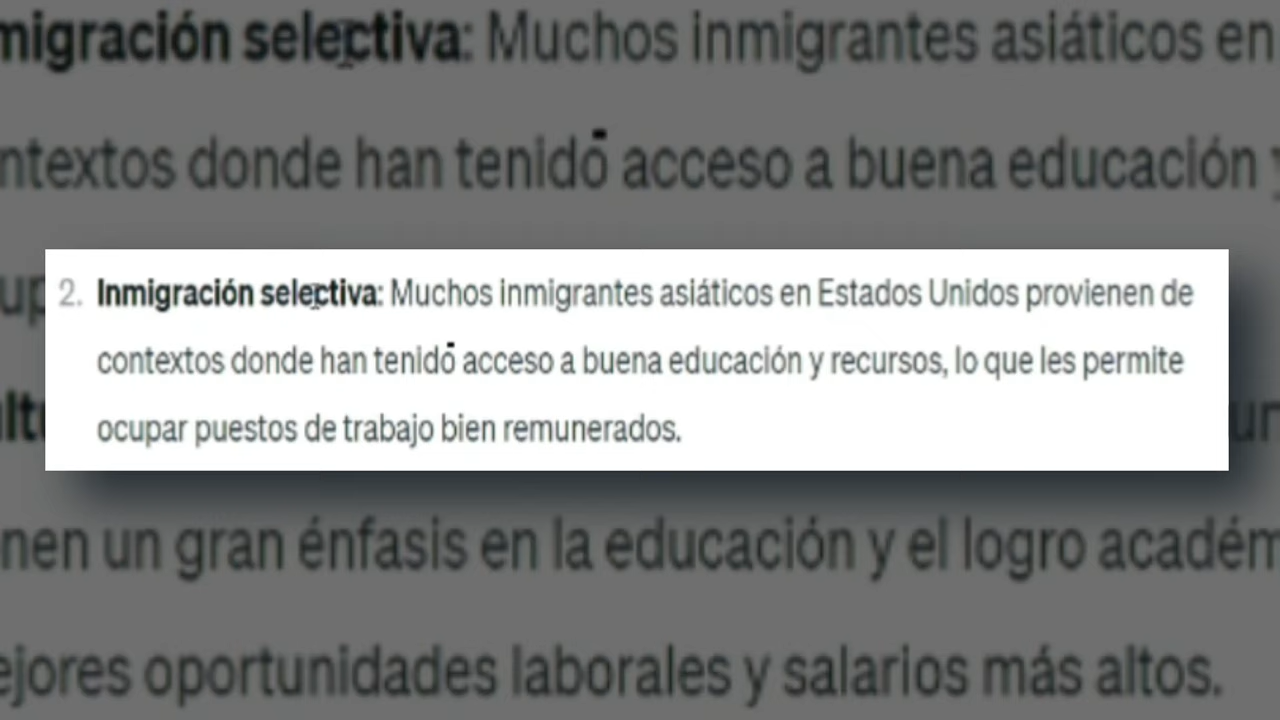 migración selectiva: Muchos inmigrantes asiáticos en
ntextos donde han tenido acceso a buena educación y
2. Inmigración selectiva: Muchos inmigrantes asiáticos en Estados Unidos provienen de
contextos donde han tenido acceso a buena educación y recursos, lo que les permite
ocupar puestos de trabajo bien remunerados.
nen un gran énfasis en la educación y el logro académ
ejores oportunidades laborales y salarios más altos.